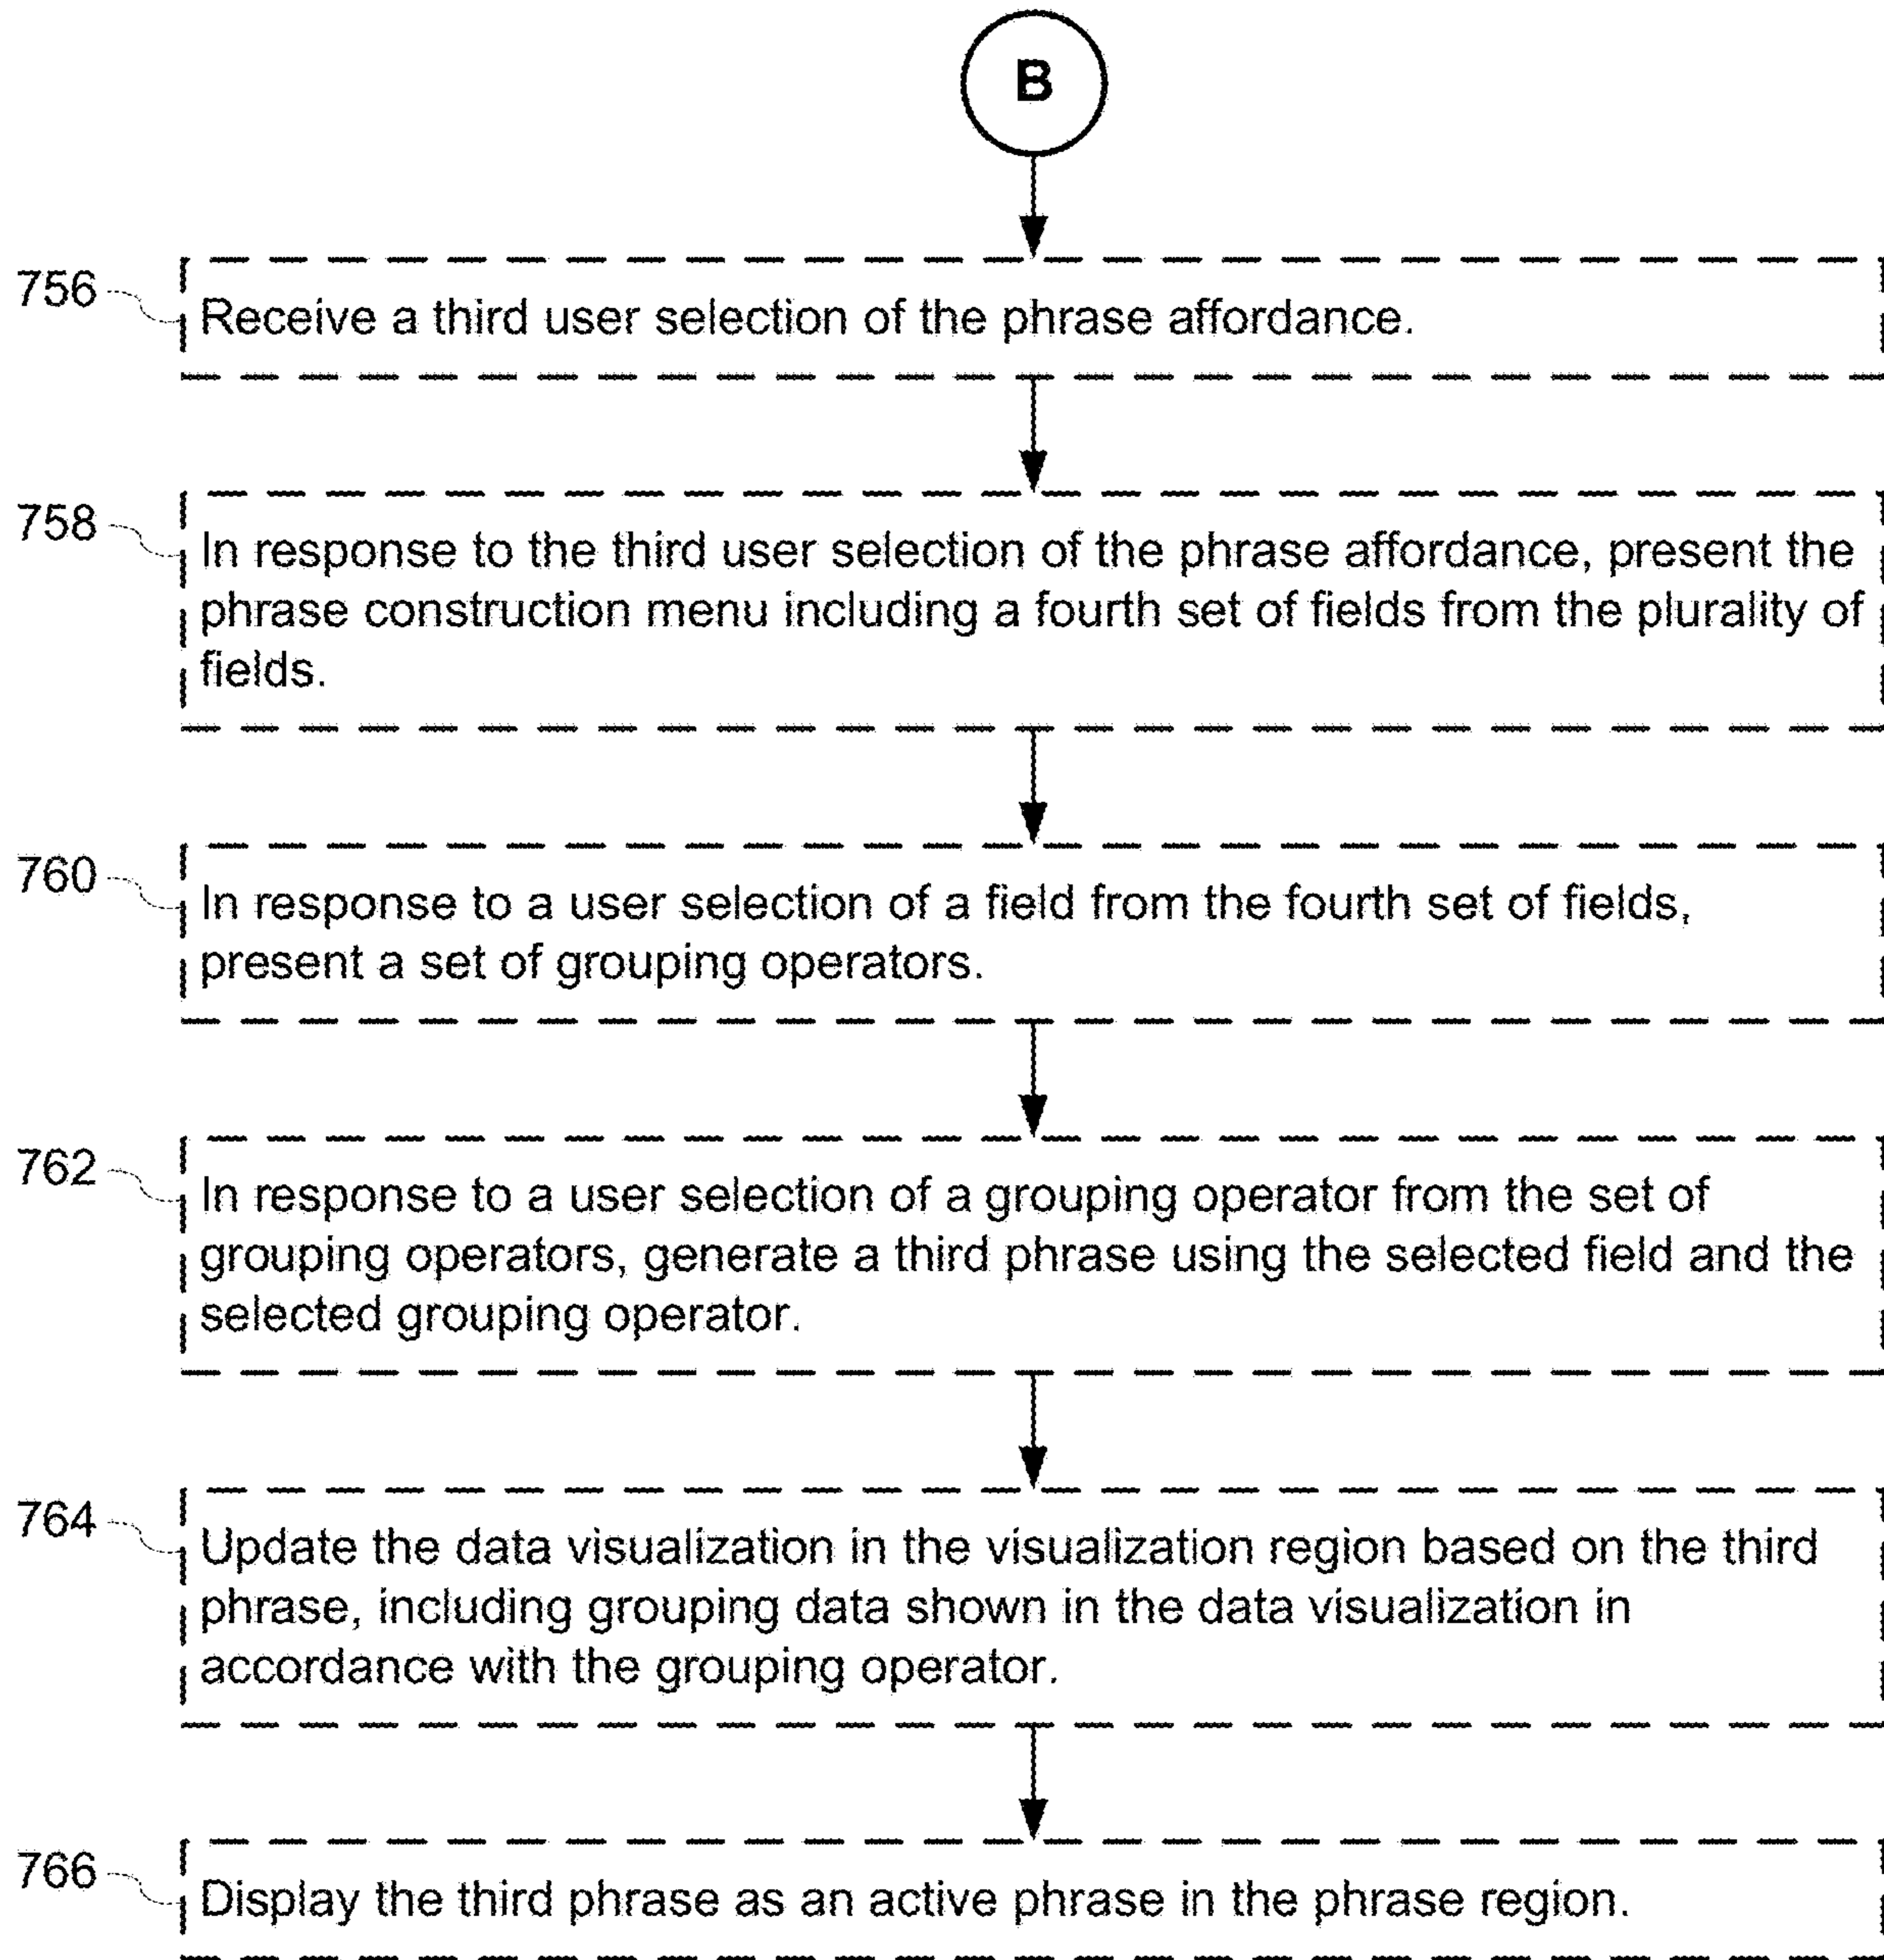 B
756
Receive a third user selection of the phrase affordance.
758
In response to the third user selection of the phrase affordance, present the
phrase construction menu including a fourth set of fields from the plurality of
fields.
760
In response to a user selection of a field from the fourth set of fields,
present a set of grouping operators.
762
In response to a user selection of a grouping operator from the set of
grouping operators, generate a third phrase using the selected field and the
selected grouping operator.
764
Update the data visualization in the visualization region based on the third
phrase, including grouping data shown in the data visualization in
accordance with the grouping operator.
766
Display the third phrase as an active phrase in the phrase region.